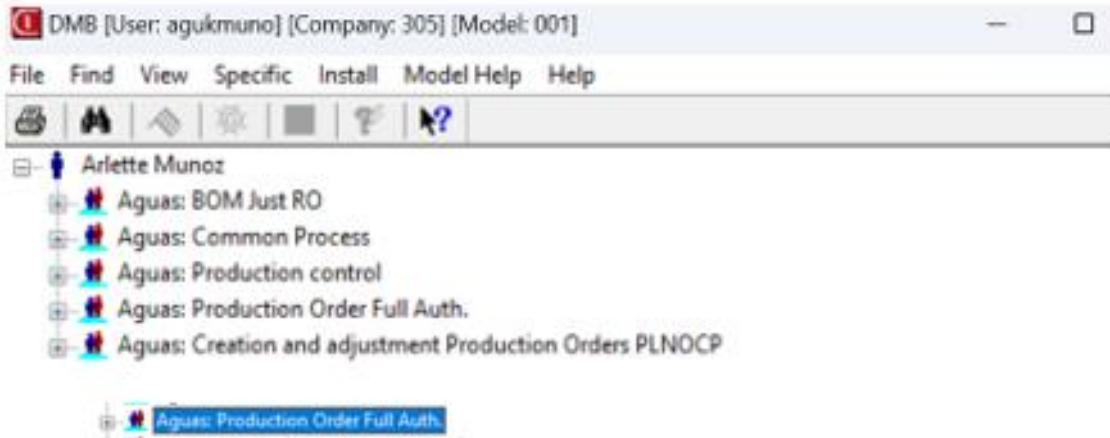 DMB [User: agukmuno] [Company: 305] [Model: 001]
File Find View Specific Install Model Help Help
Arlette Munoz
Aguas: BOM Just RO
Aguas: Common Process
Aguas: Production control
Aguas: Production Order Full Auth.
Aguas: Creation and adjustment Production Orders PLNOCP
Aguas: Production Order Full Auth.